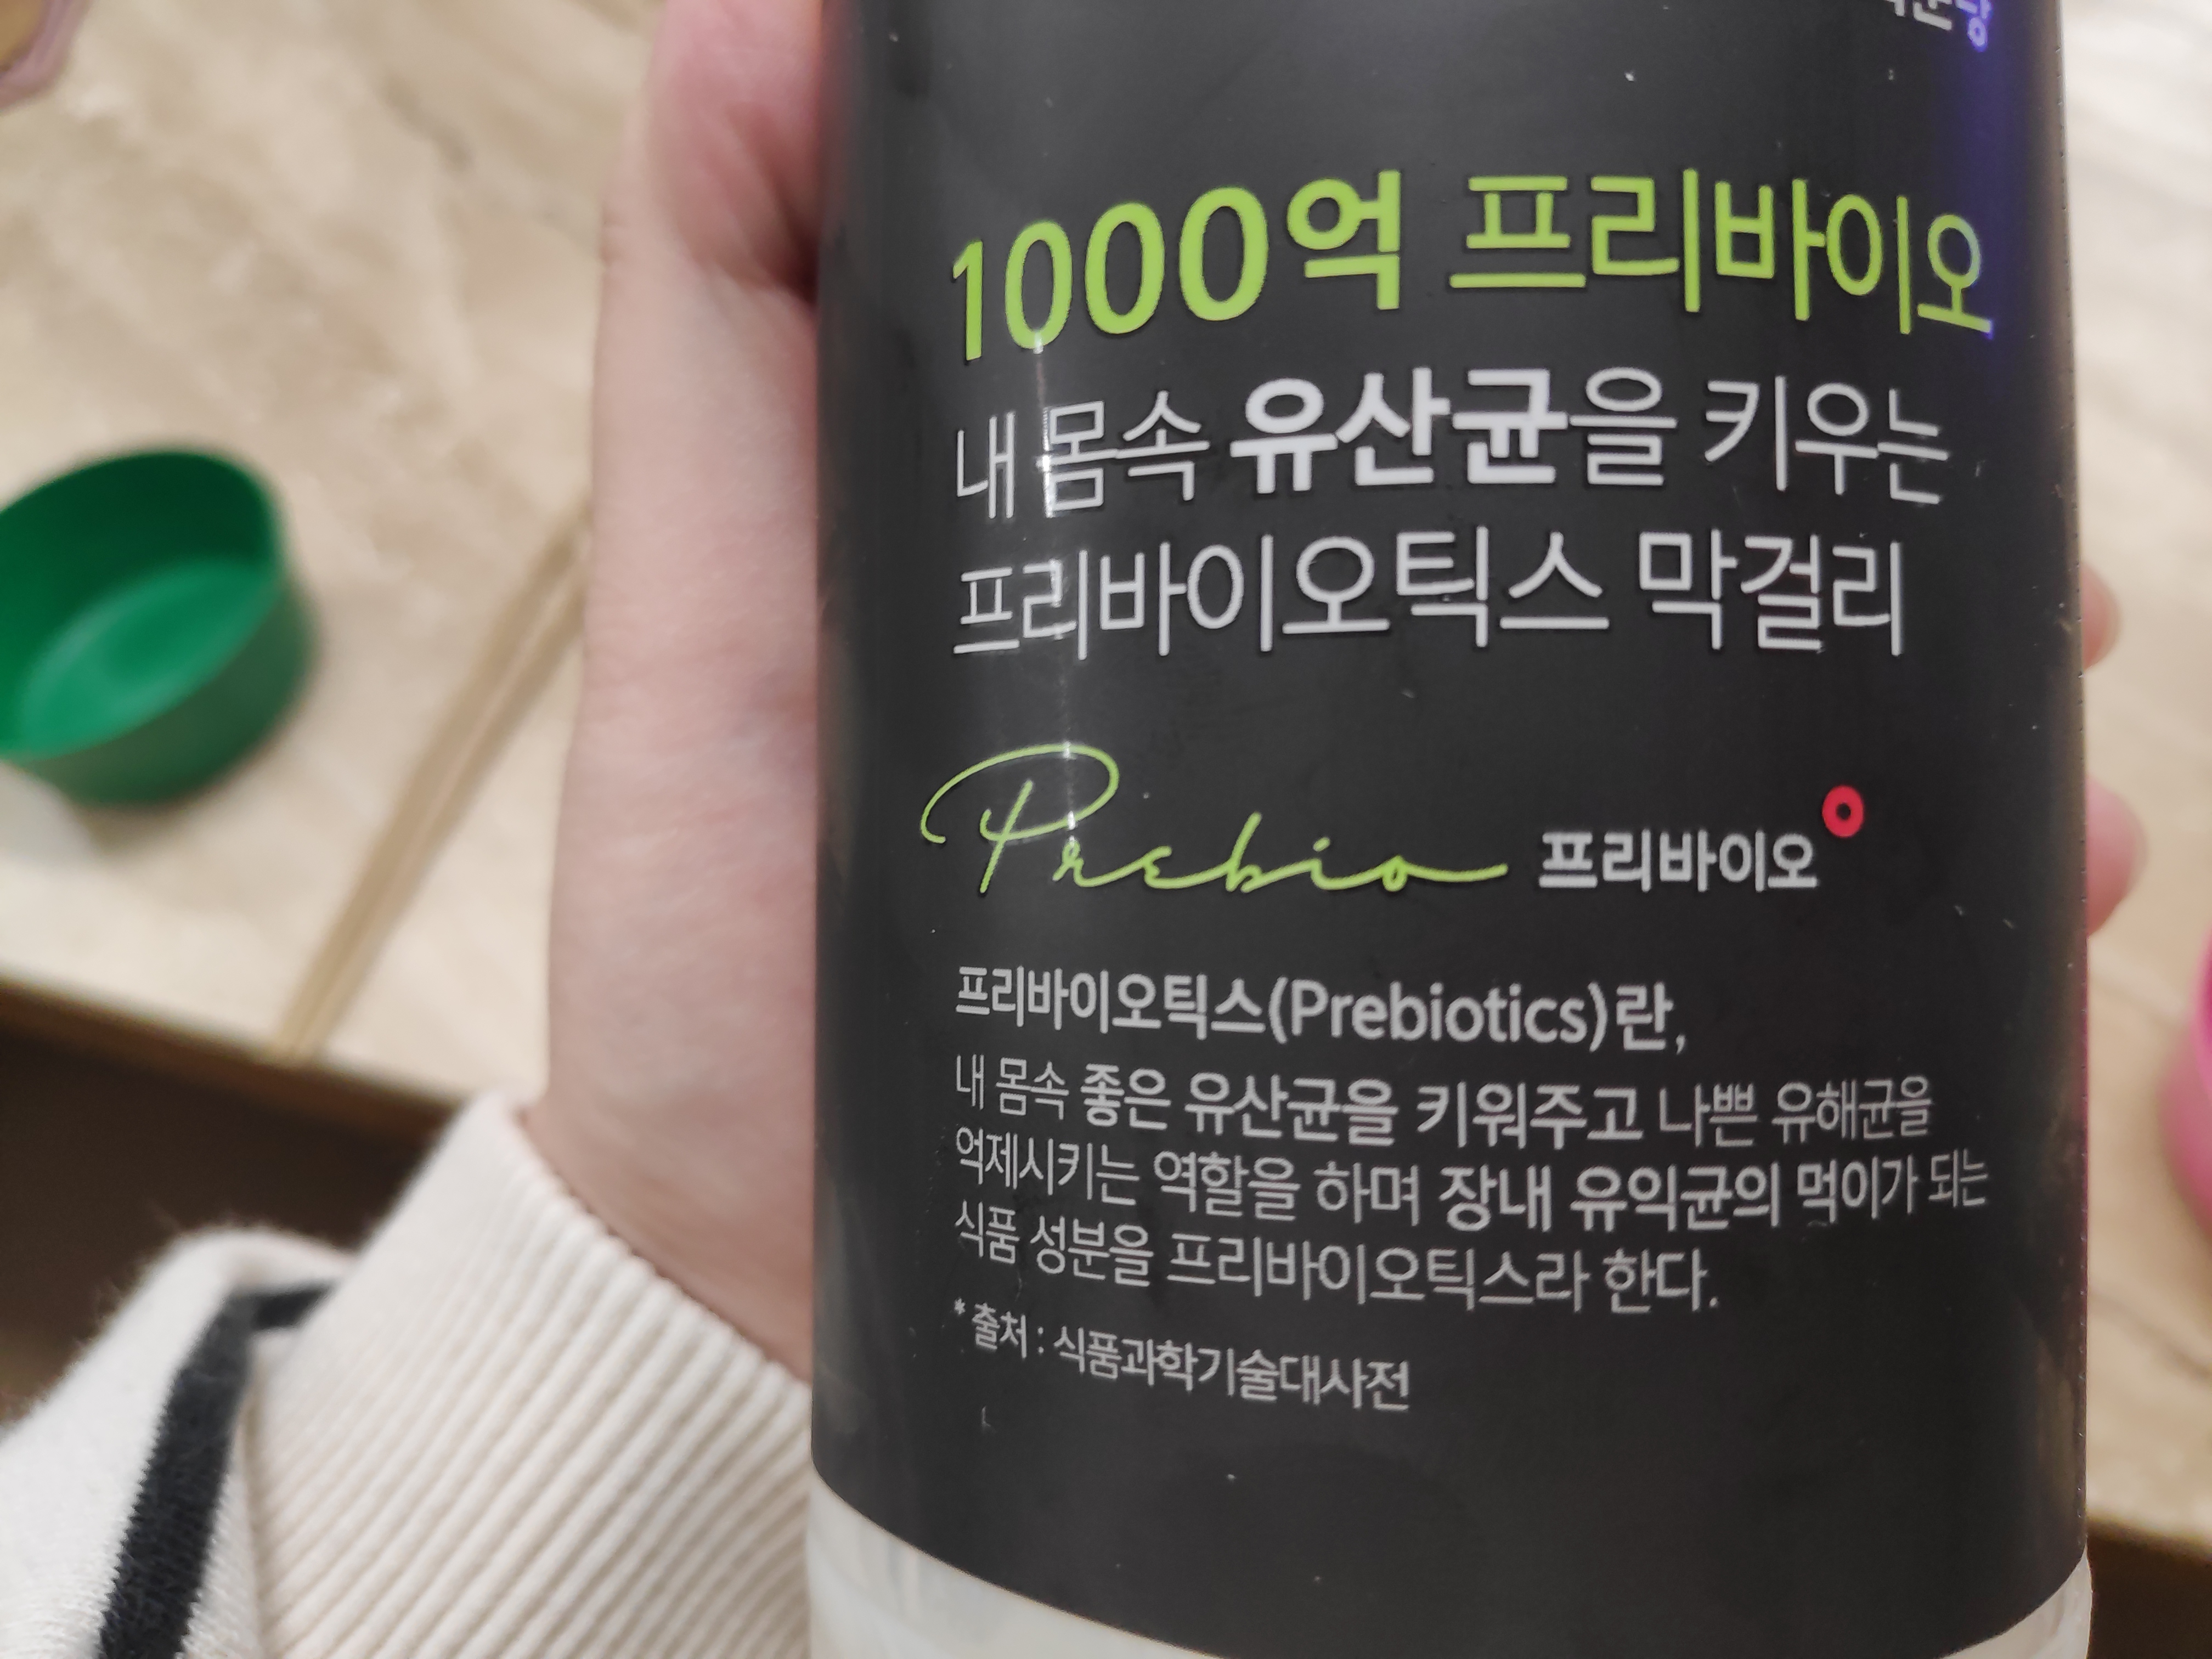 1000억 프리바이오
내 몸속 유산균을 키우는
프리바이오틱스 막걸리
Prebio 프리바이오
프리바이오틱스(Prebiotics)란,
내 몸속 좋은 유산균을 키워주고 나쁜 유해균을
억제시키는 역할을 하며 장내 유익균의 먹이가 되는
식품 성분을 프리바이오틱스라 한다.
* 출처 : 식품과학기술대사전